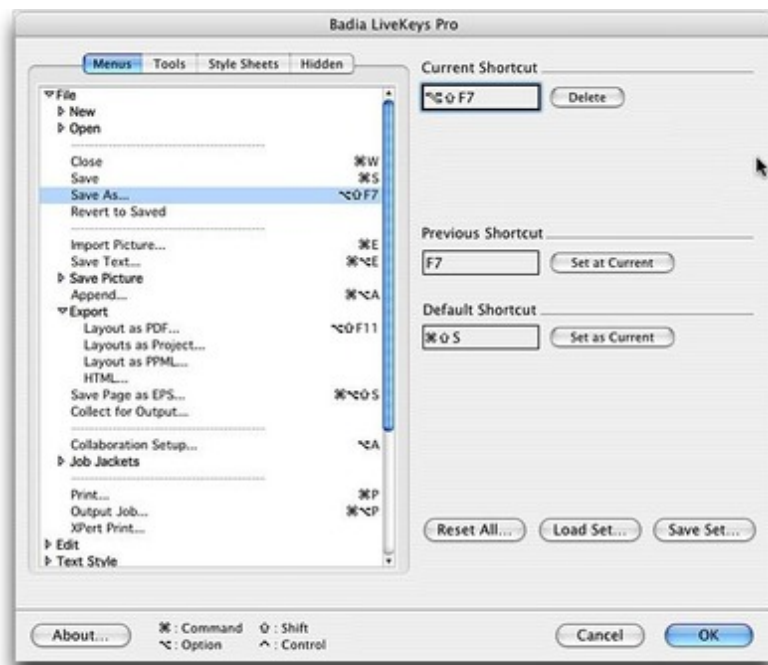 Badia LiveKeys Pro
Menus Tools Style Sheets Hidden
File
New
Open
Close ⌘W
Save ⌘S
Save As... ⌥⇧F7
Revert to Saved
Import Picture... ⌘E
Save Text... ⌘⌥E
Save Picture
Append... ⌘⌥A
Export
Layout as PDF... ⌥⇧F11
Layouts as Project...
Layout as PPML...
HTML...
Save Page as EPS... ⌘⌥⇧S
Collect for Output...
Collaboration Setup... ⌥A
Job Jackets
Print... ⌘P
Output Job... ⌘⌥P
XPert Print...
Edit
Text Style
Current Shortcut
⌥⇧F7 Delete
Previous Shortcut
F7 Set at Current
Default Shortcut
⌘⇧S Set as Current
Reset All... Load Set... Save Set...
About... ⌘ : Command ⇧ : Shift
⌥ : Option ^ : Control
Cancel OK